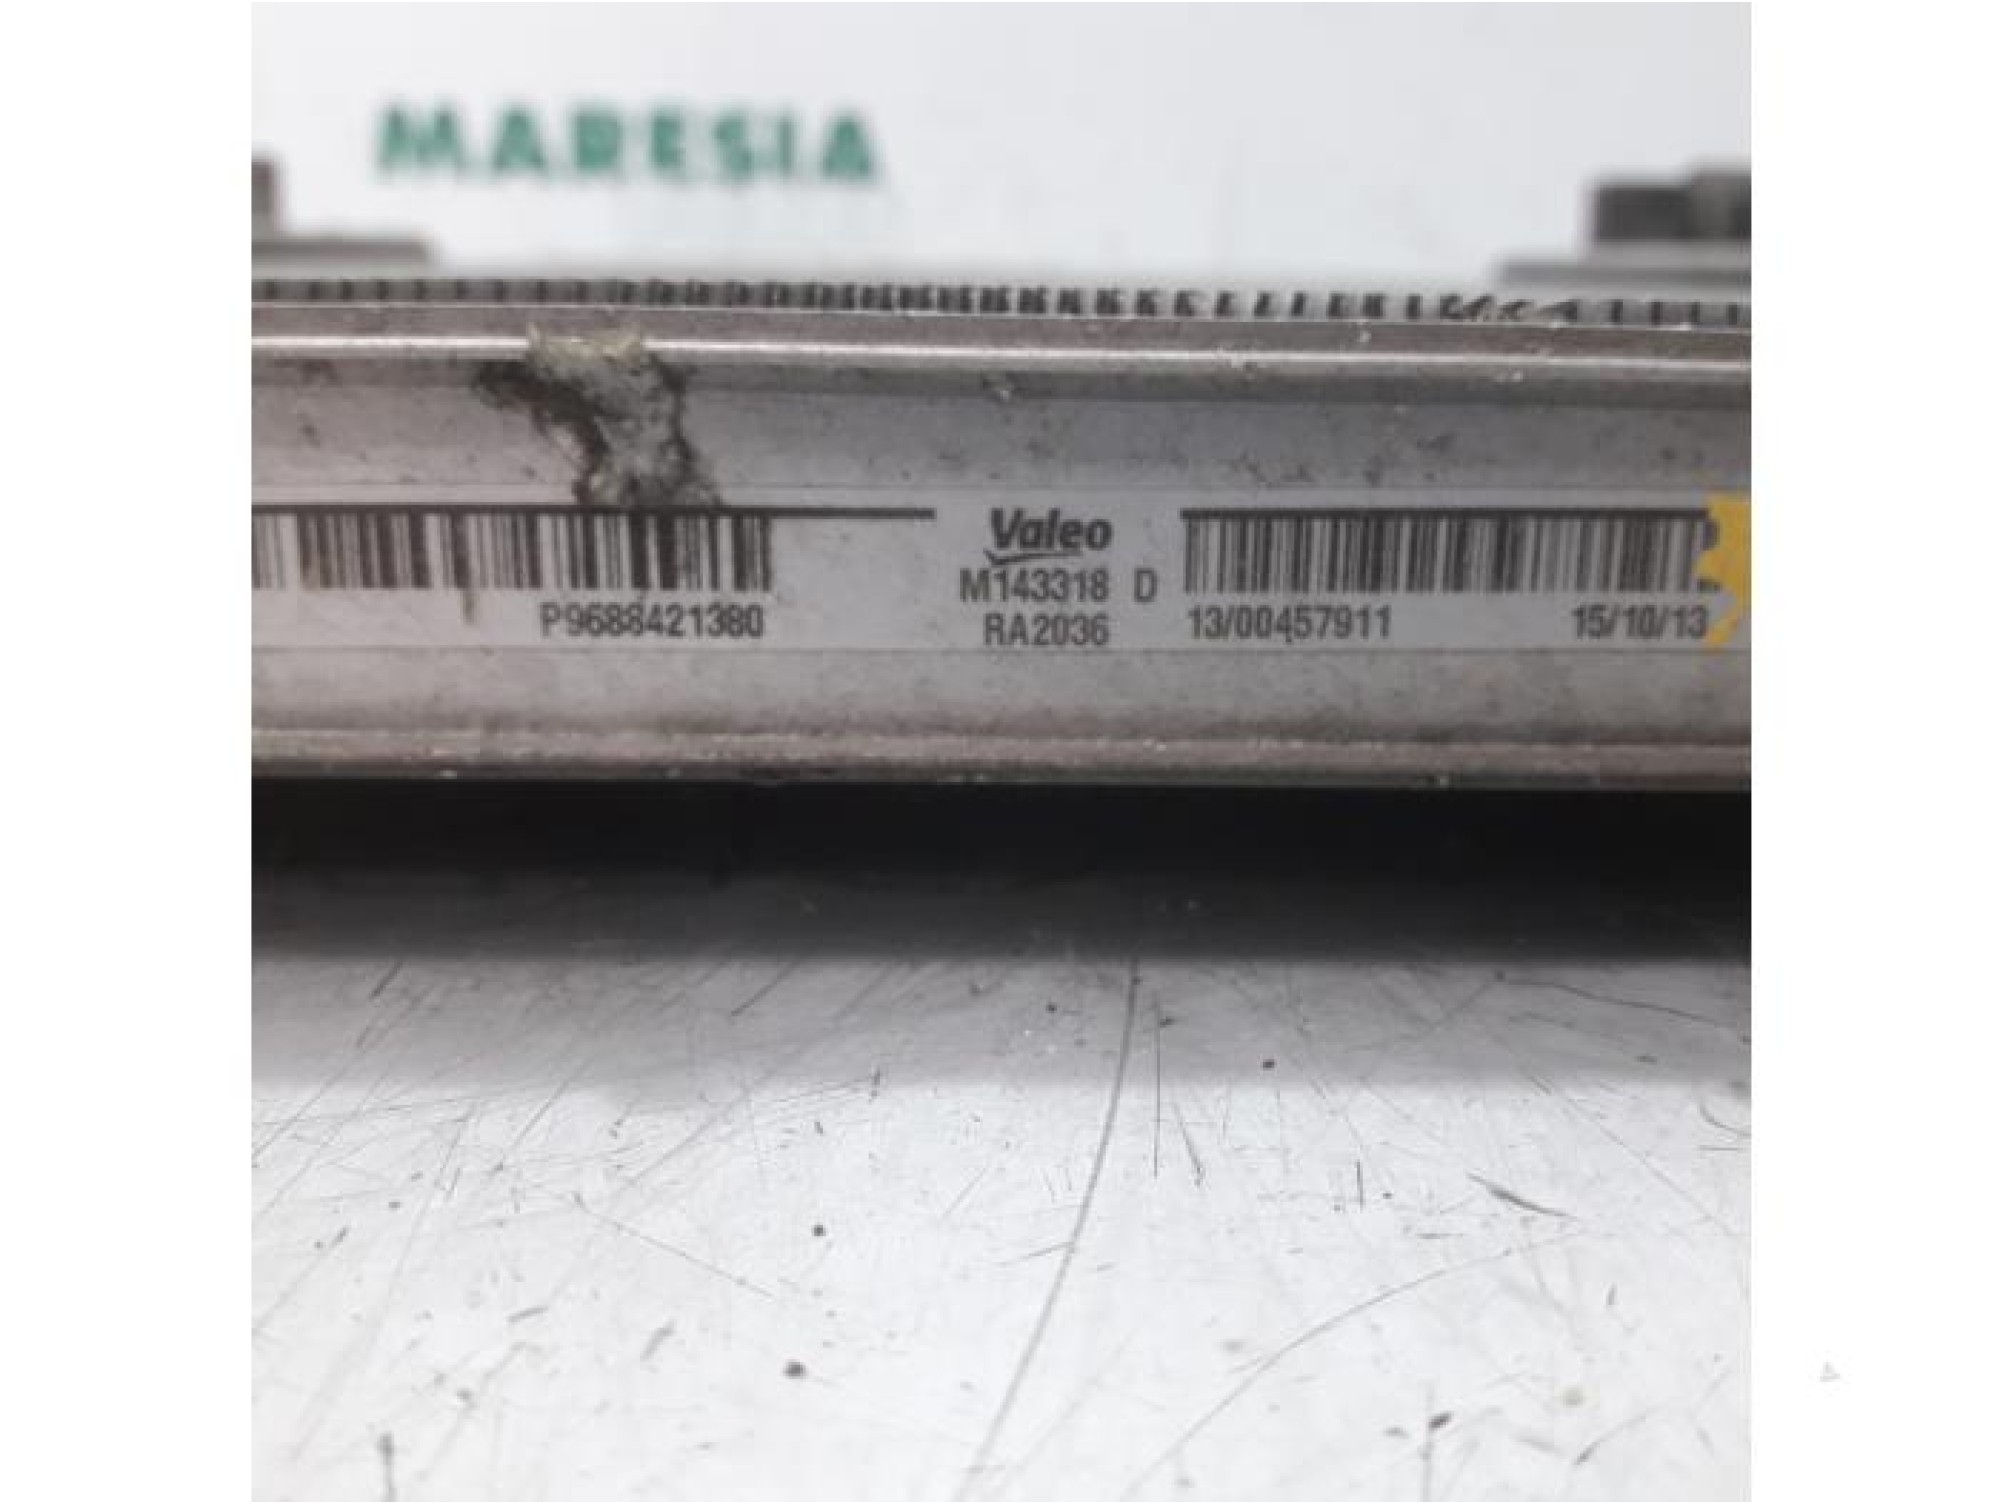 MARESIA
Valeo
M143318 D
P9688421380
RA2036
13/00457911
15/10/13